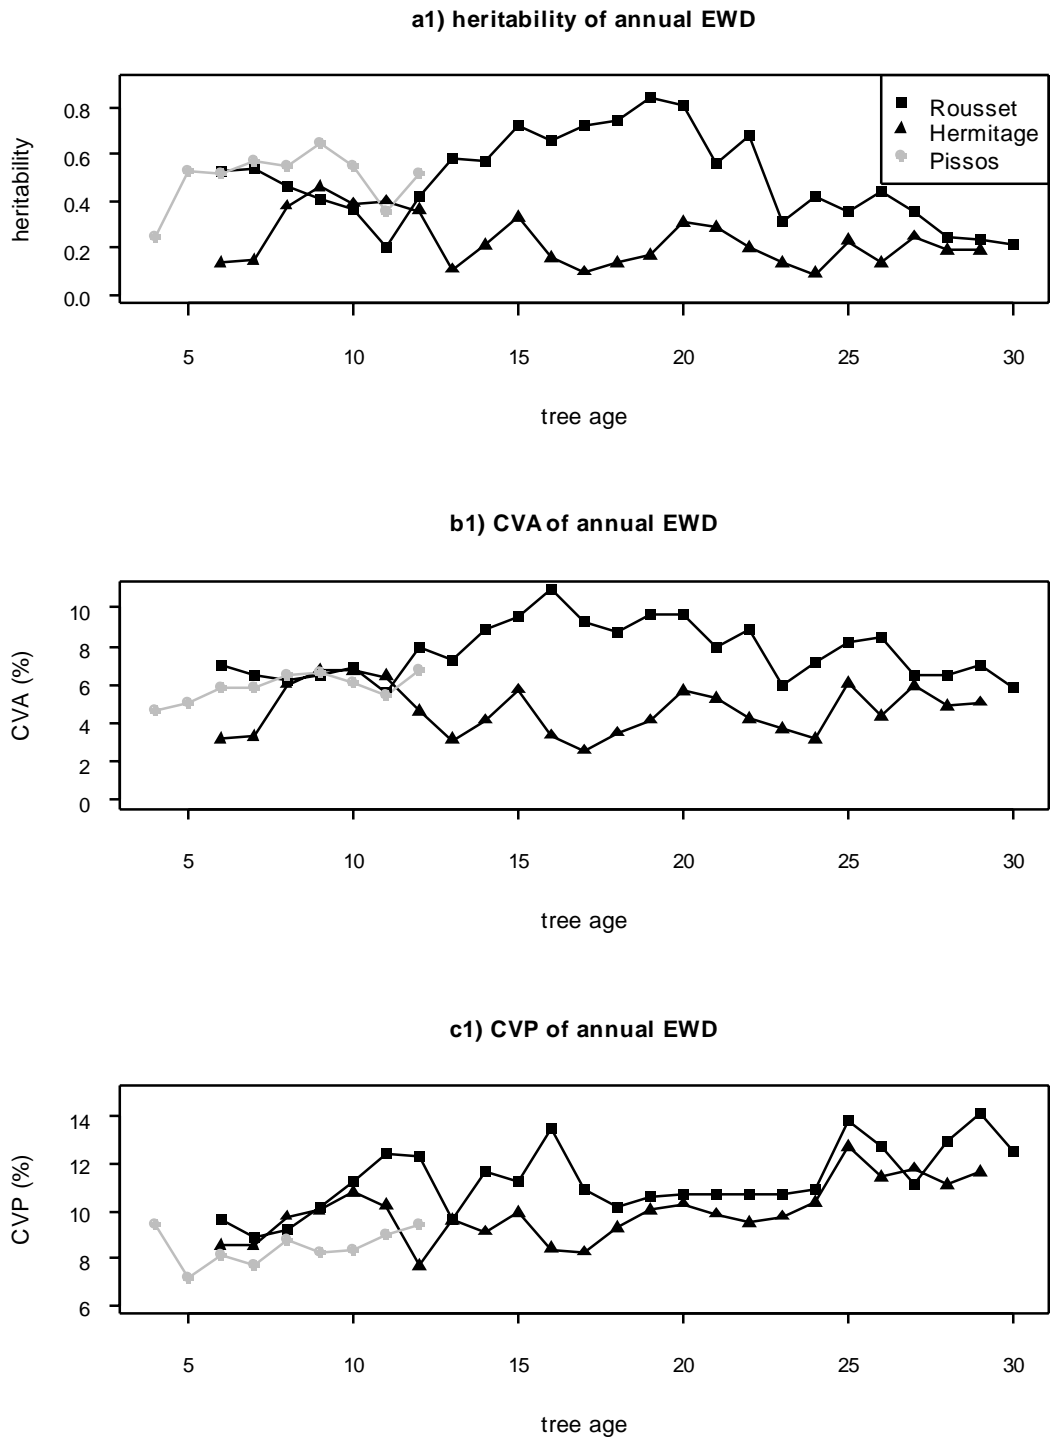 a1) heritability of annual EWD
heritability
0.8
0.6
0.4
0.2
0.0
Rousset
Hermitage
Pissos
5 10 15 20 25 30
tree age
b1) CVA of annual EWD
CVA (%)
10
8
6
4
2
0
5 10 15 20 25 30
tree age
c1) CVP of annual EWD
CVP (%)
14
12
10
8
6
5 10 15 20 25 30
tree age